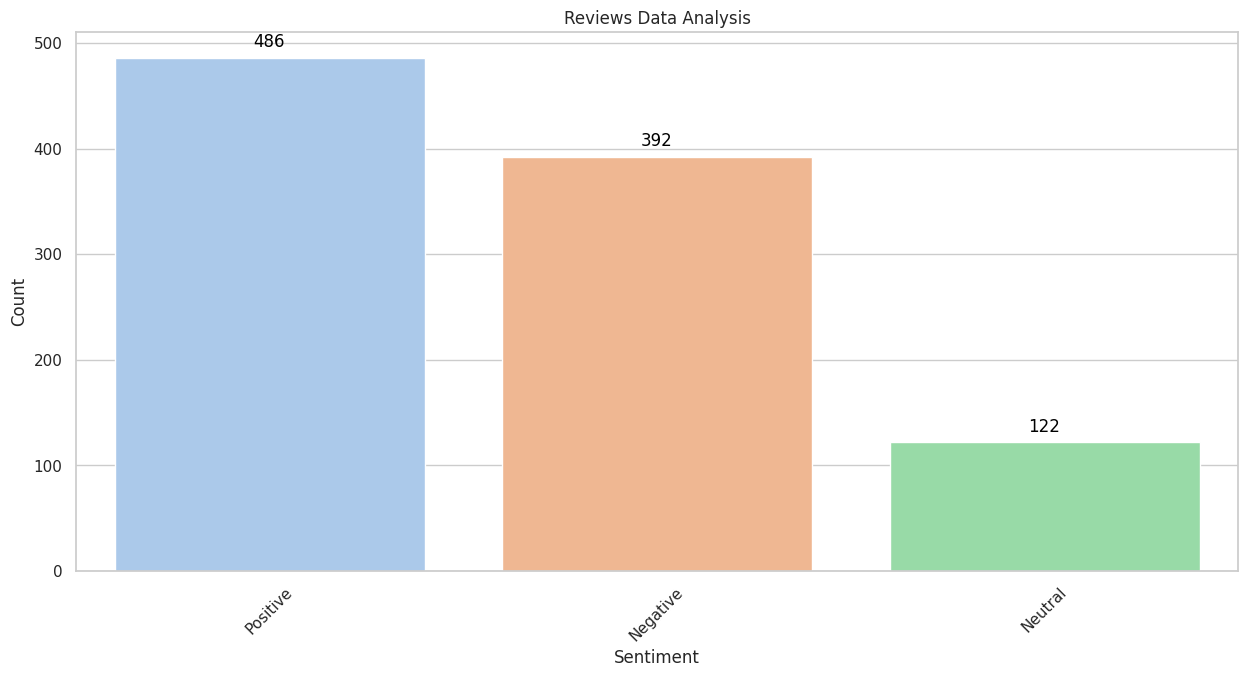 Reviews Data Analysis
500
400
300
200
100
0
Count
486
392
122
Positive
Negative
Neutral
Sentiment